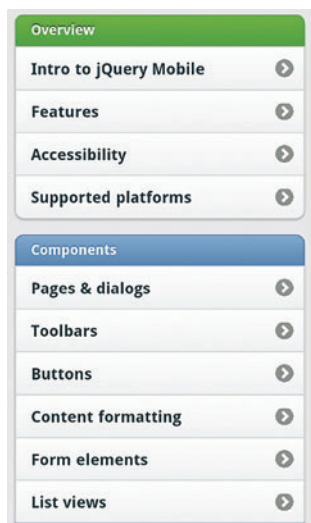 Overview
Intro to jQuery Mobile
Features
Accessibility
Supported platforms
Components
Pages & dialogs
Toolbars
Buttons
Content formatting
Form elements
List views